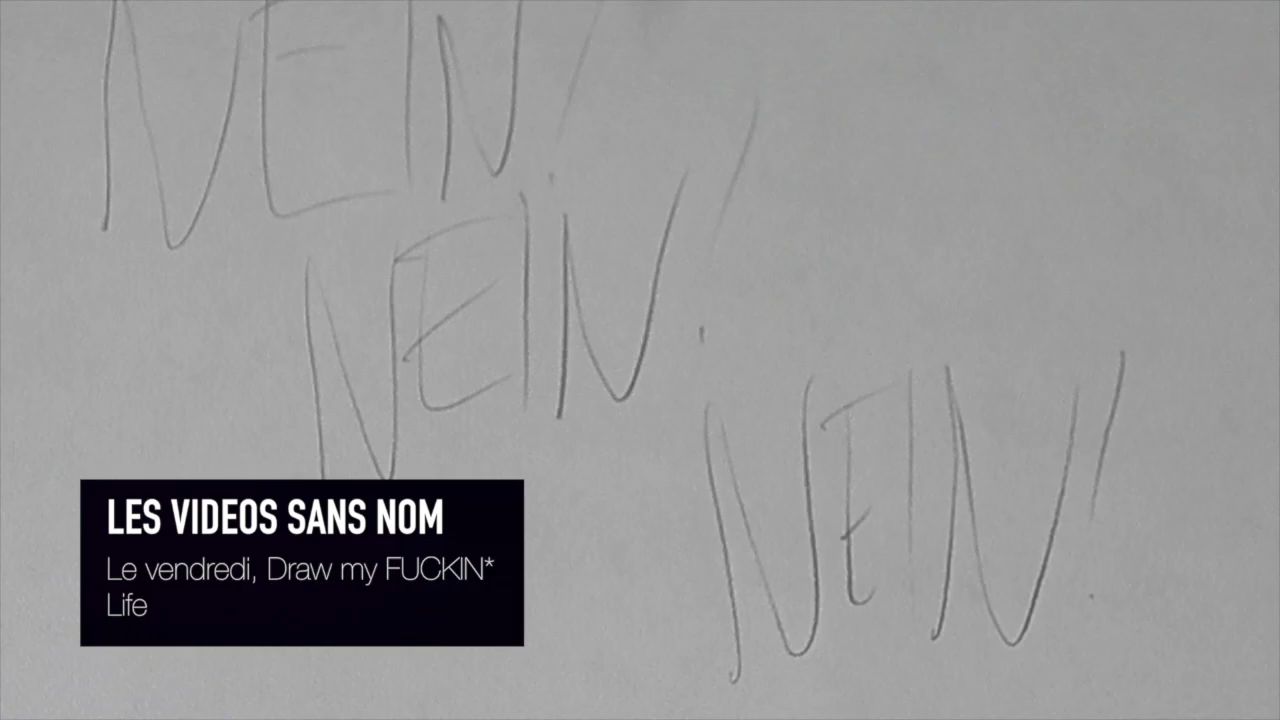 NEIN!
NEIN!
NEIN!
LES VIDEOS SANS NOM
Le vendredi, Draw my FUCKIN*
Life